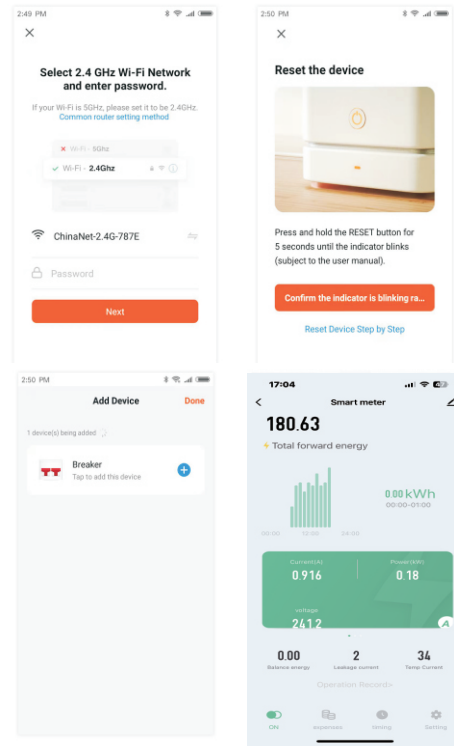 2:49 PM
Select 2.4 GHz Wi-Fi Network
and enter password.
If your Wi-Fi is 5GHz, please set it to be 2.4GHz.
Common router setting method
Wi-Fi - 5Ghz
Wi-Fi - 2.4Ghz
ChinaNet-2.4G-787E
Password
Next
2:50 PM
Reset the device
Press and hold the RESET button for
5 seconds until the indicator blinks
(subject to the user manual).
Confirm the indicator is blinking ra...
Reset Device Step by Step
2:50 PM
Add Device Done
1 device(s) being added
Breaker
Tap to add this device
17:04
Smart meter
180.63
Total forward energy
0.00 kWh
00:00-01:00
00:00 12:00 24:00
Current(A) Power(kW)
0.916 0.18
voltage
241.2
A
0.00 2 34
Balance energy Leakage current Temp Current
Operation Record>
ON expenses timing Setting